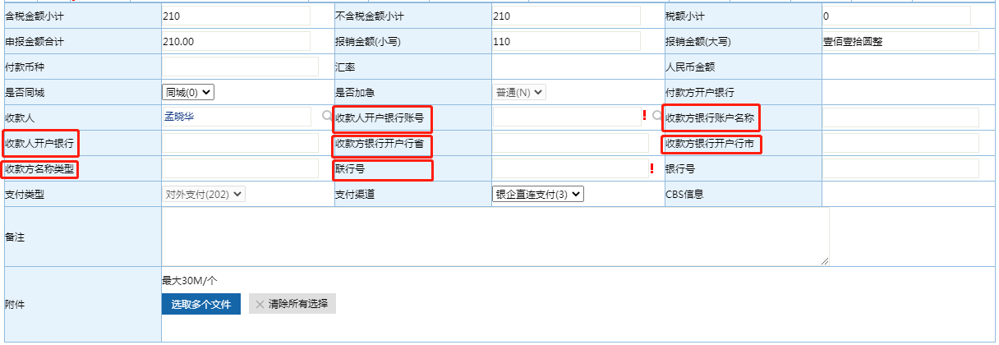 含税金额小计 210 不含税金额小计 210 税额小计 0
申报金额合计 210.00 报销金额(小写) 110 报销金额(大写) 壹佰壹拾圆整
付款币种 汇率 人民币金额
是否同城 同城(0) 是否加急 普通(N) 付款方开户银行
收款人 孟晓华 收款人开户银行账号 ! 收款方银行账户名称
收款人开户银行 收款方银行开户行省 收款方银行开户行市
收款方名称类型 联行号 ! 银行号
支付类型 对外支付(202) 支付渠道 银企直连支付(3) CBS信息
备注
最大30M/个
附件 选取多个文件 清除所有选择